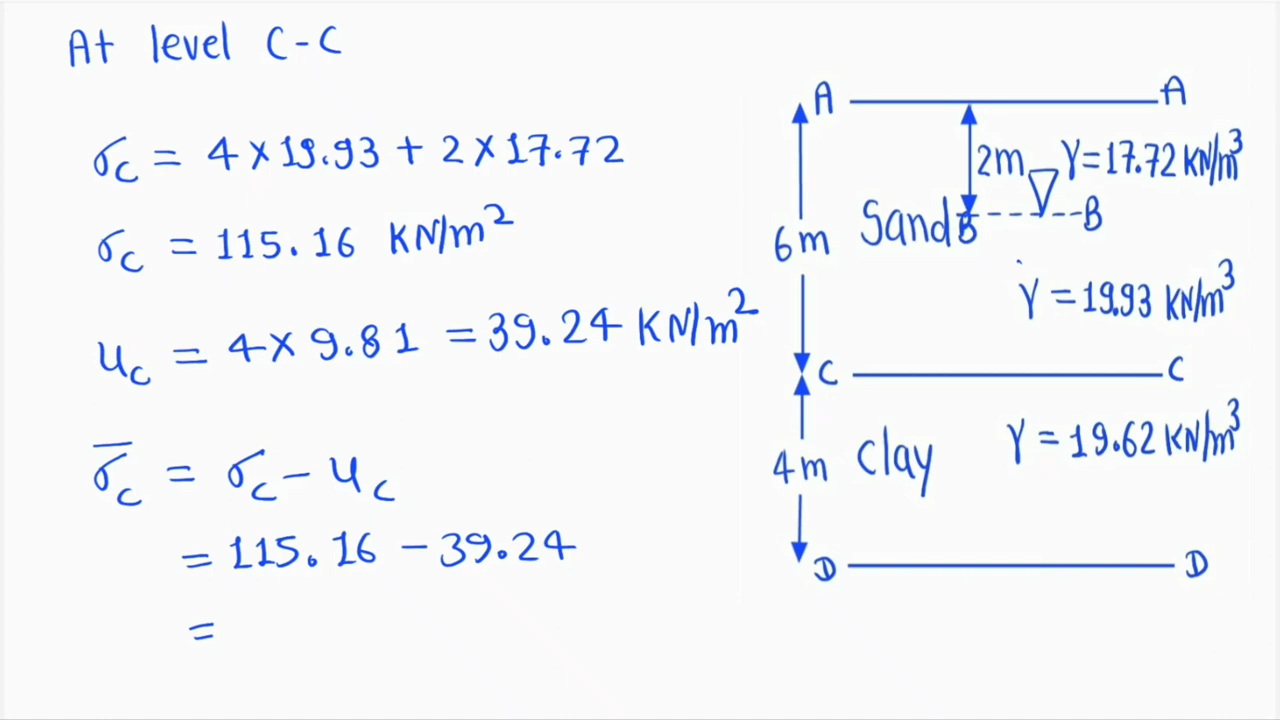 At level C-C
σc = 4 × 19.93 + 2 × 17.72
σc = 115.16 KN/m²
uc = 4 × 9.81 = 39.24 KN/m²
σ̅c = σc - uc
= 115.16 - 39.24
=
A A
2m γ = 17.72 KN/m³
6m Sand B B
γ = 19.93 KN/m³
C C
4m clay γ = 19.62 KN/m³
D D